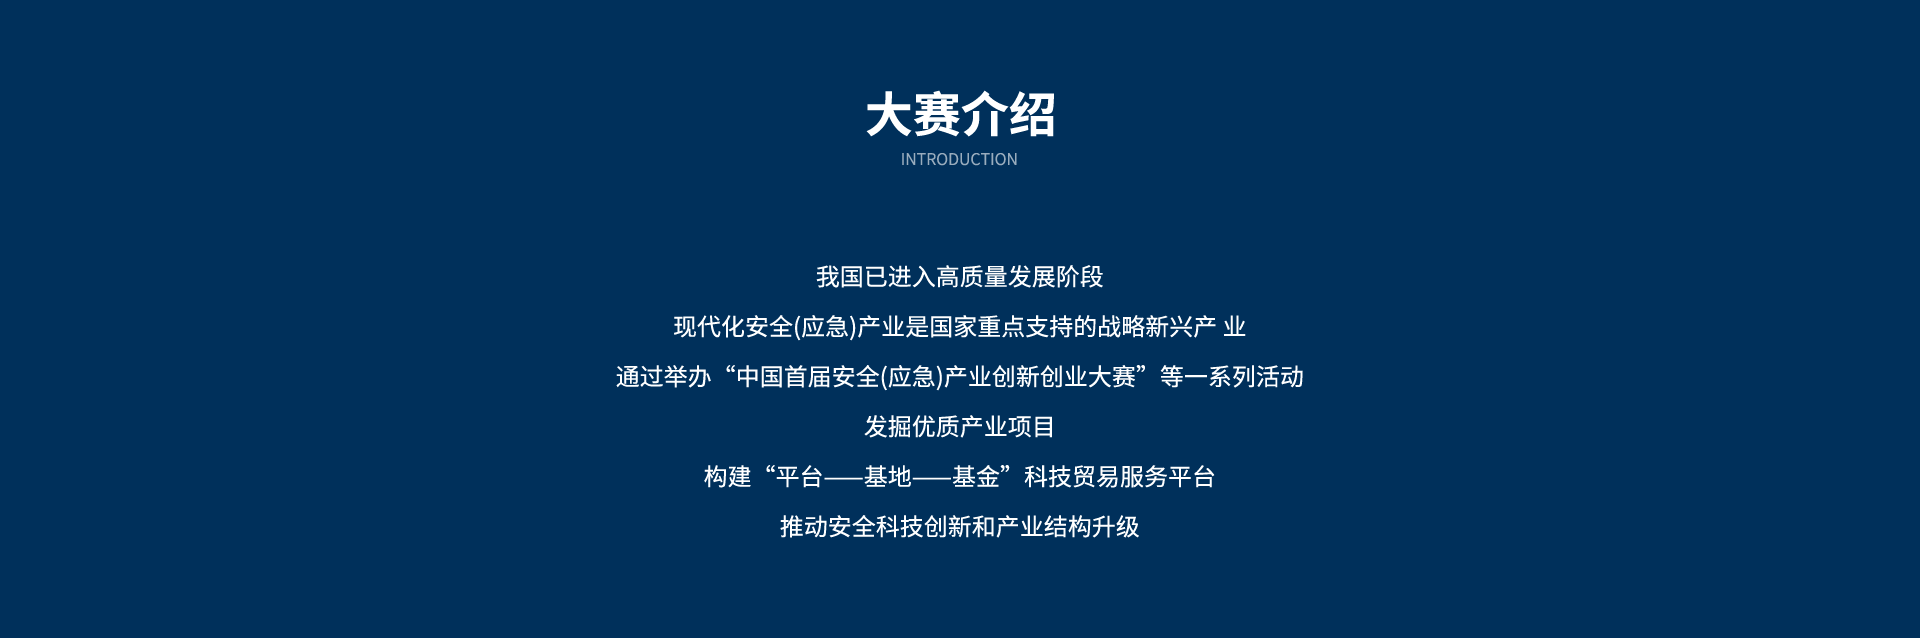 大赛介绍
INTRODUCTION
我国已进入高质量发展阶段
现代化安全(应急)产业是国家重点支持的战略新兴产 业
通过举办“中国首届安全(应急)产业创新创业大赛”等一系列活动
发掘优质产业项目
构建“平台——基地——基金”科技贸易服务平台
推动安全科技创新和产业结构升级